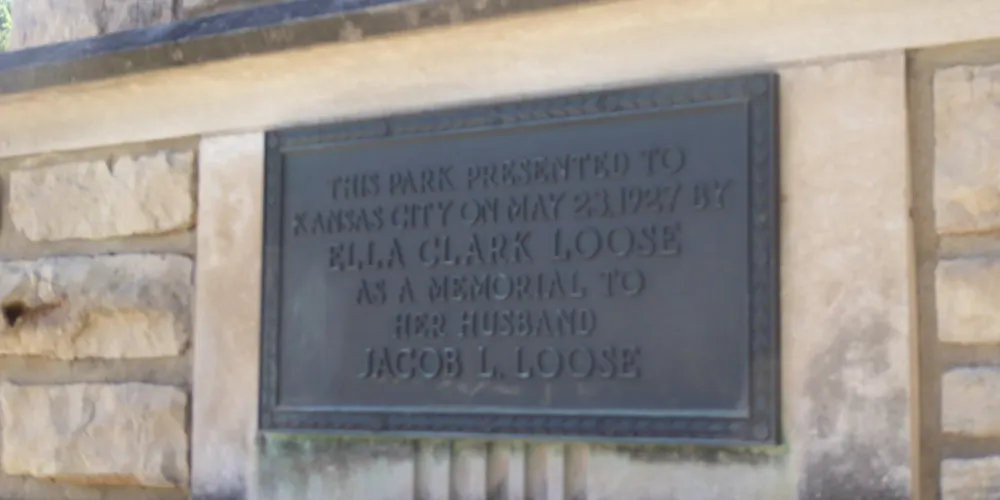 THIS PARK PRESENTED TO
KANSAS CITY ON MAY 23, 1927 BY
ELLA CLARK LOOSE
AS A MEMORIAL TO
HER HUSBAND
JACOB L. LOOSE